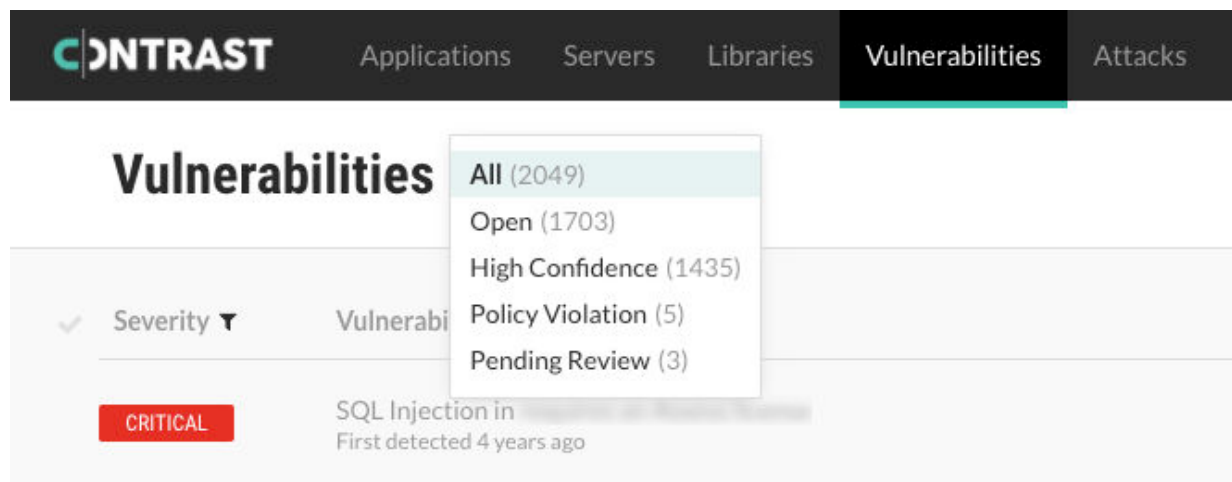 CONTRAST Applications Servers Libraries Vulnerabilities Attacks
Vulnerabilities
All (2049)
Open (1703)
High Confidence (1435)
Policy Violation (5)
Pending Review (3)
Severity Vulnerabi
CRITICAL
SQL Injection in
First detected 4 years ago